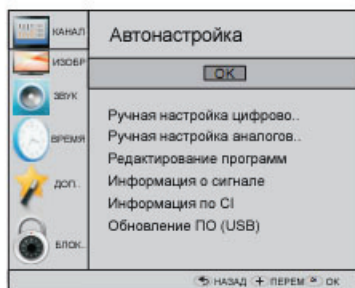 КАНАЛ
ИЗОБР
ЗВУК
ВРЕМЯ
ДОП..
БЛОК.
Автонастройка
OK
Ручная настройка цифрово..
Ручная настройка аналогов..
Редактирование программ
Информация о сигнале
Информация по CI
Обновление ПО (USB)
НАЗАД ПЕРЕМ ОК